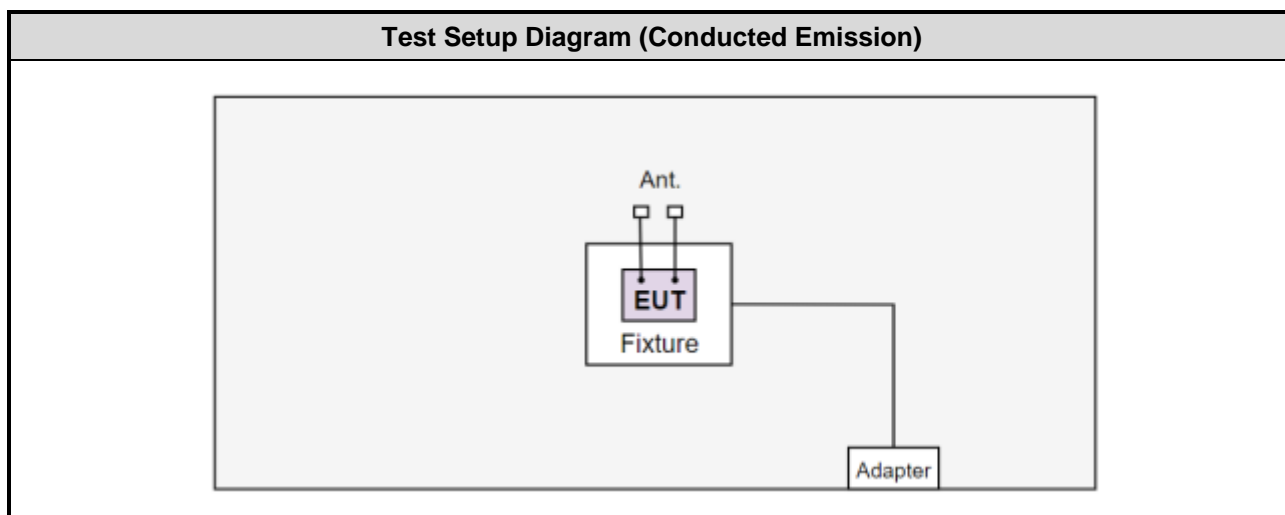 Test Setup Diagram (Conducted Emission)
Ant.
EUT
Fixture
Adapter